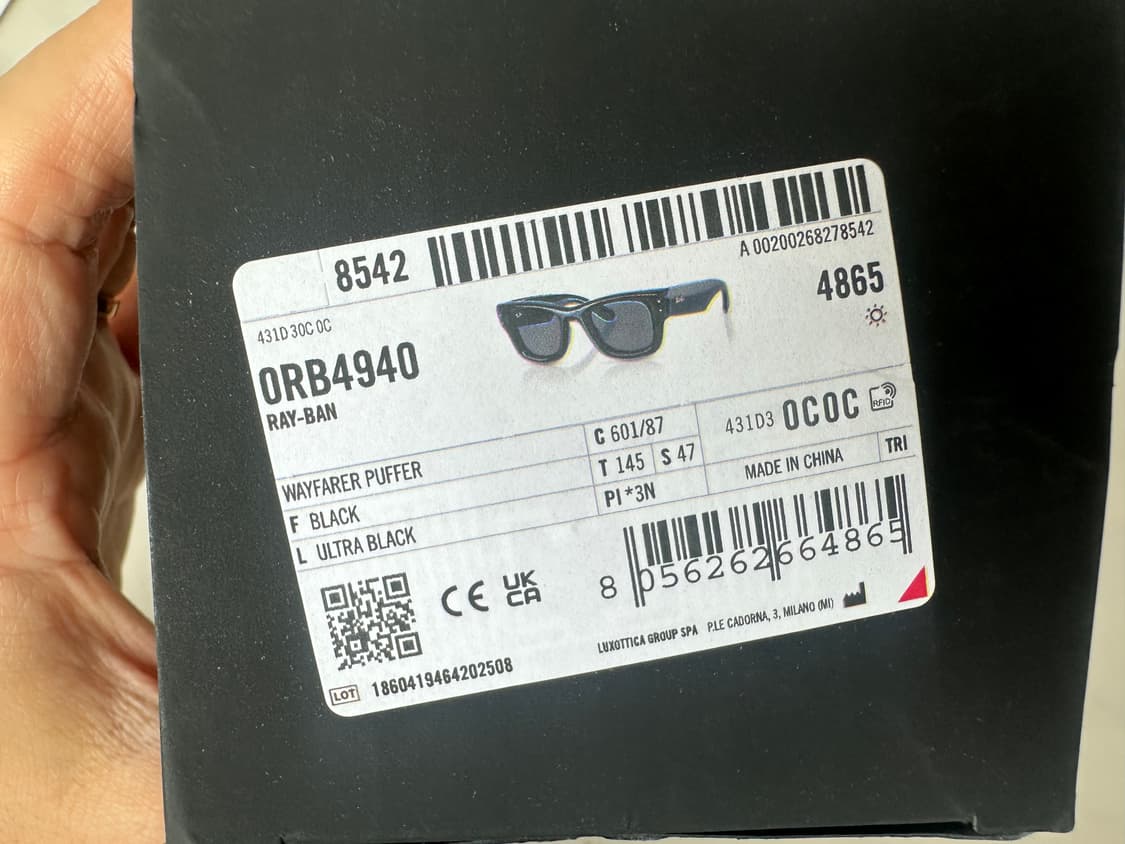 8542
A 00200268278542
4865
431D 30C 0C
0RB4940
RAY-BAN
C 601/87
431D3 0C0C RFID
WAYFARER PUFFER
T 145 S 47
MADE IN CHINA TRI
F BLACK
PI *3N
L ULTRA BLACK
8 056262 664865
CE UK CA
LUXOTTICA GROUP SPA P.LE CADORNA, 3, MILANO (MI)
LOT 1860419464202508